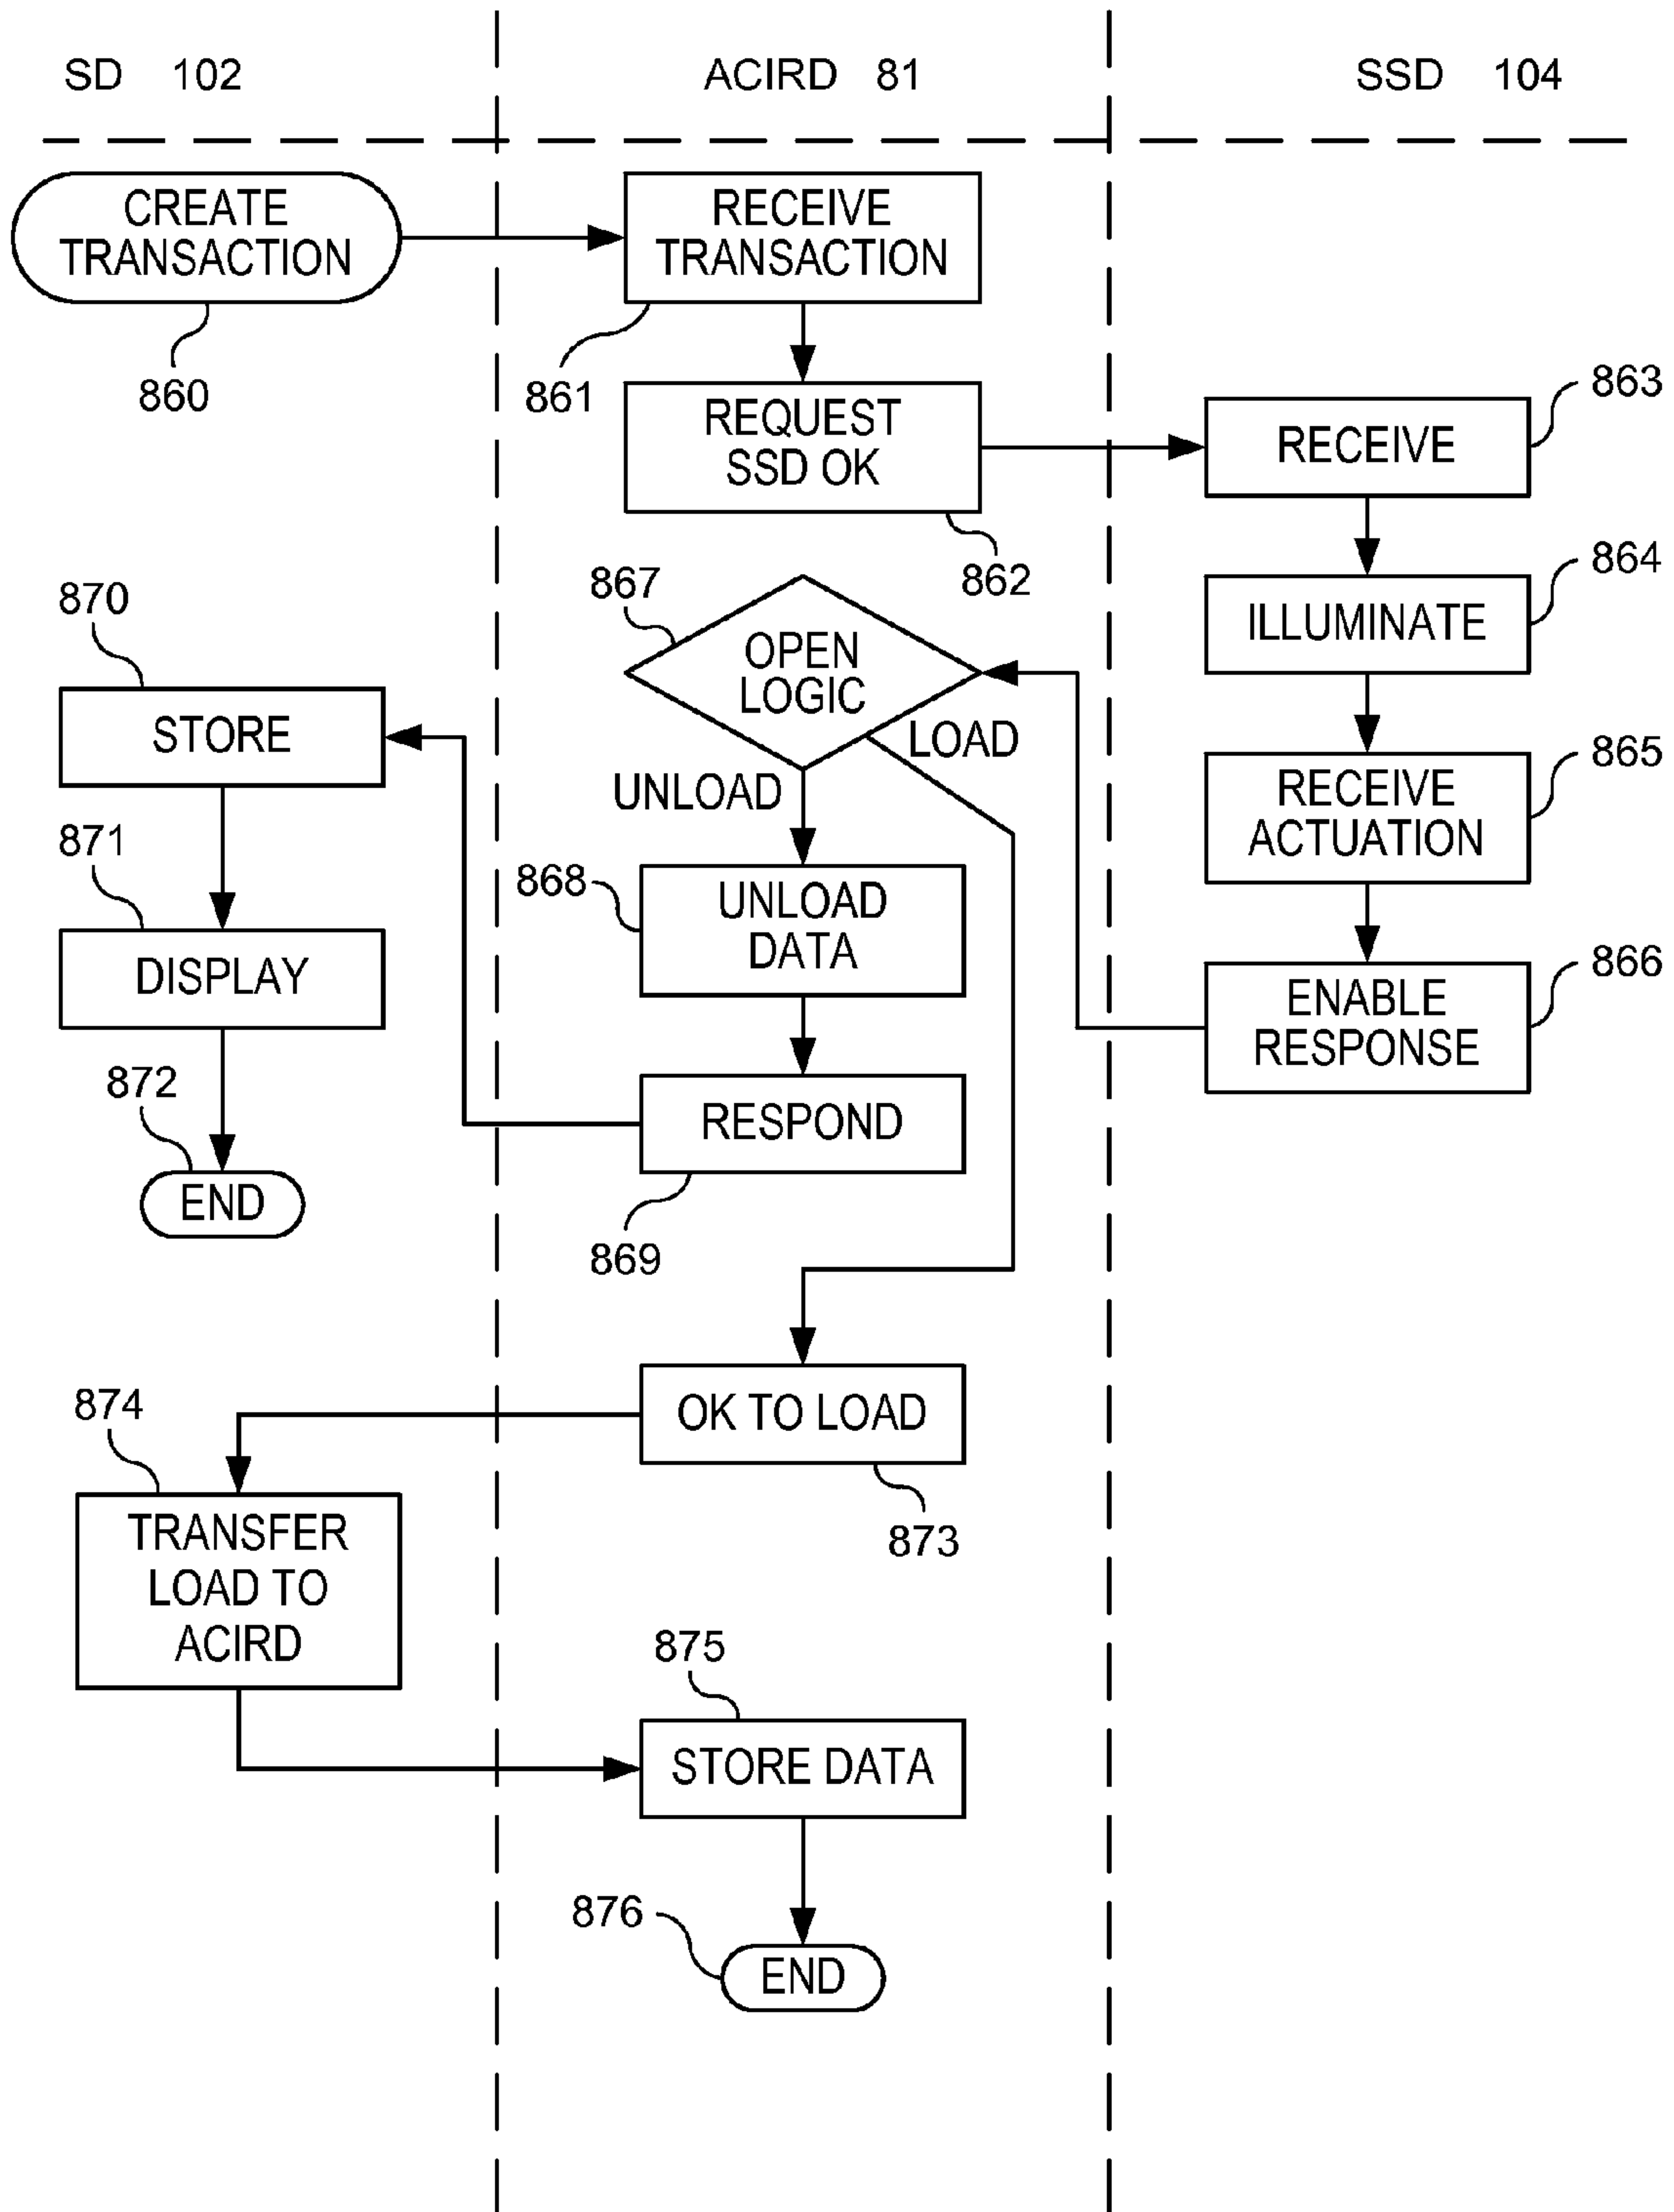 SD 102
ACIRD 81
SSD 104
CREATE
TRANSACTION
860
RECEIVE
TRANSACTION
861
REQUEST
SSD OK
862
RECEIVE
863
ILLUMINATE
864
RECEIVE
ACTUATION
865
ENABLE
RESPONSE
866
867
OPEN
LOGIC
LOAD
UNLOAD
868
UNLOAD
DATA
RESPOND
869
870
STORE
871
DISPLAY
872
END
OK TO LOAD
873
874
TRANSFER
LOAD TO
ACIRD
875
STORE DATA
876
END